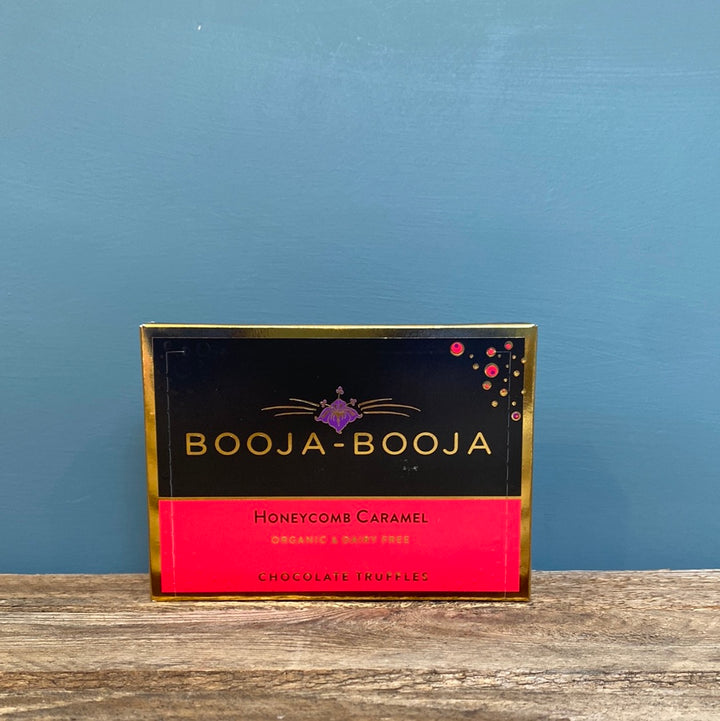 BOOJA-BOOJA
HONEYCOMB CARAMEL
ORGANIC & DAIRY FREE
CHOCOLATE TRUFFLES